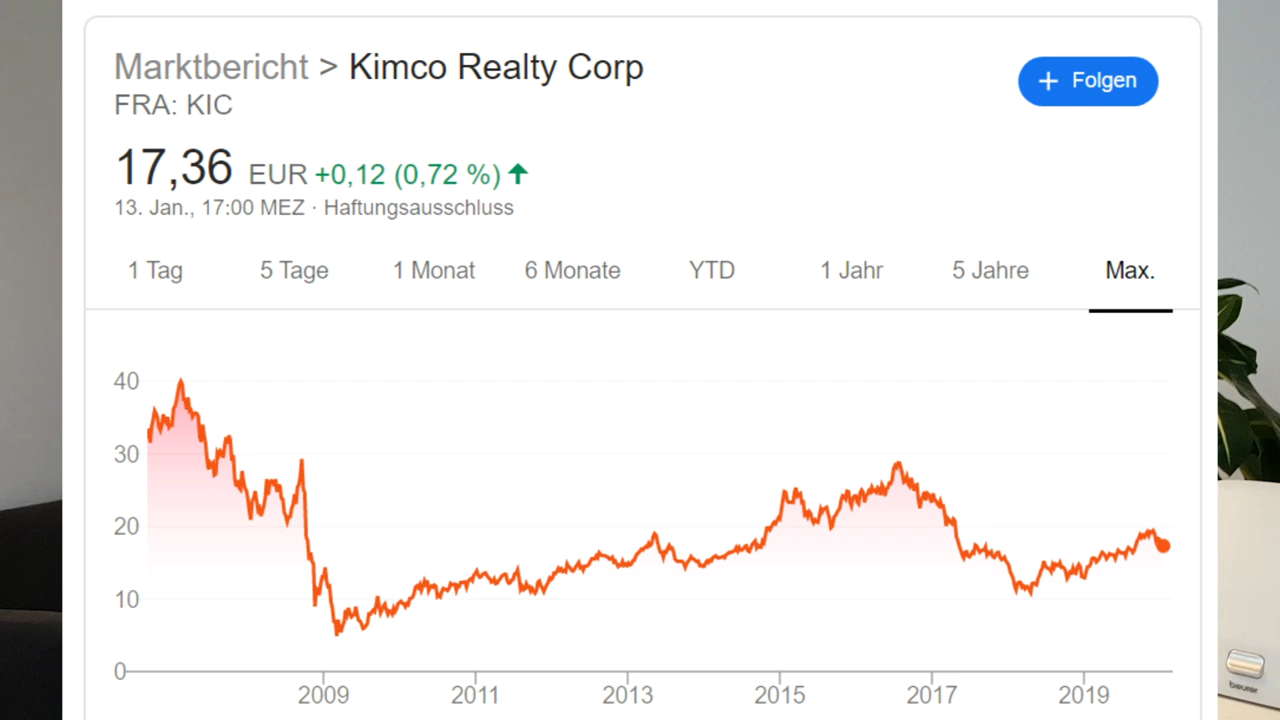 Marktbericht > Kimco Realty Corp
FRA: KIC
+ Folgen
17,36 EUR +0,12 (0,72 %)
13. Jan., 17:00 MEZ · Haftungsausschluss
1 Tag 5 Tage 1 Monat 6 Monate YTD 1 Jahr 5 Jahre Max.
40
30
20
10
0
2009 2011 2013 2015 2017 2019
beurer